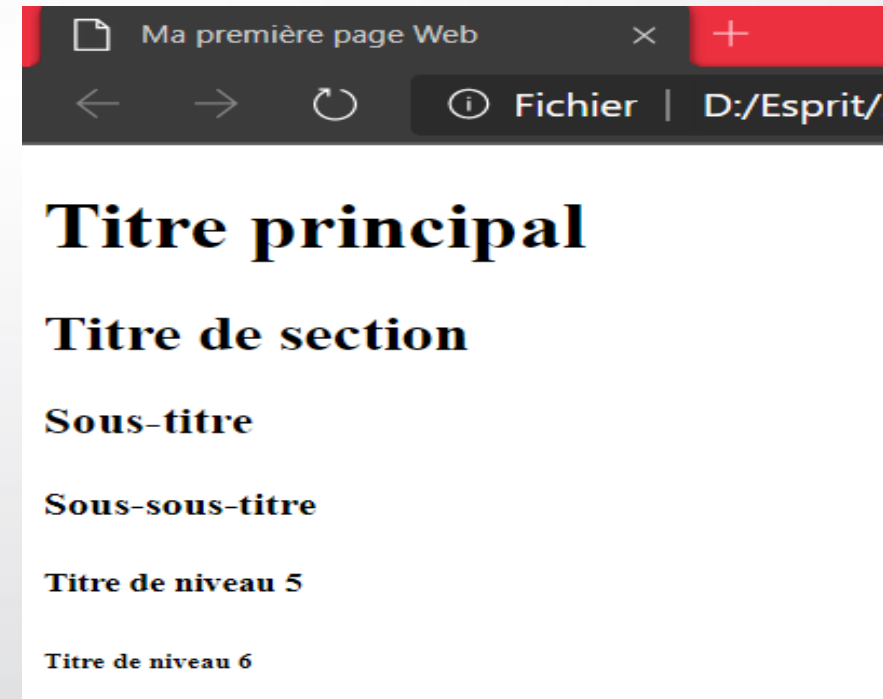 Ma première page Web
Fichier | D:/Esprit/
Titre principal
Titre de section
Sous-titre
Sous-sous-titre
Titre de niveau 5
Titre de niveau 6